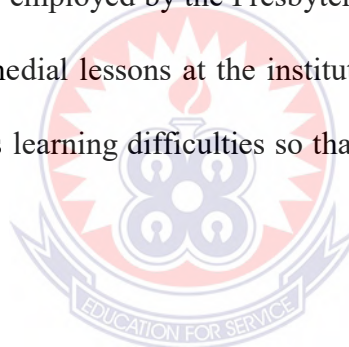 employed by the Presbyter
medial lessons at the institut
s learning difficulties so tha
EDUCATION FOR SERVICE